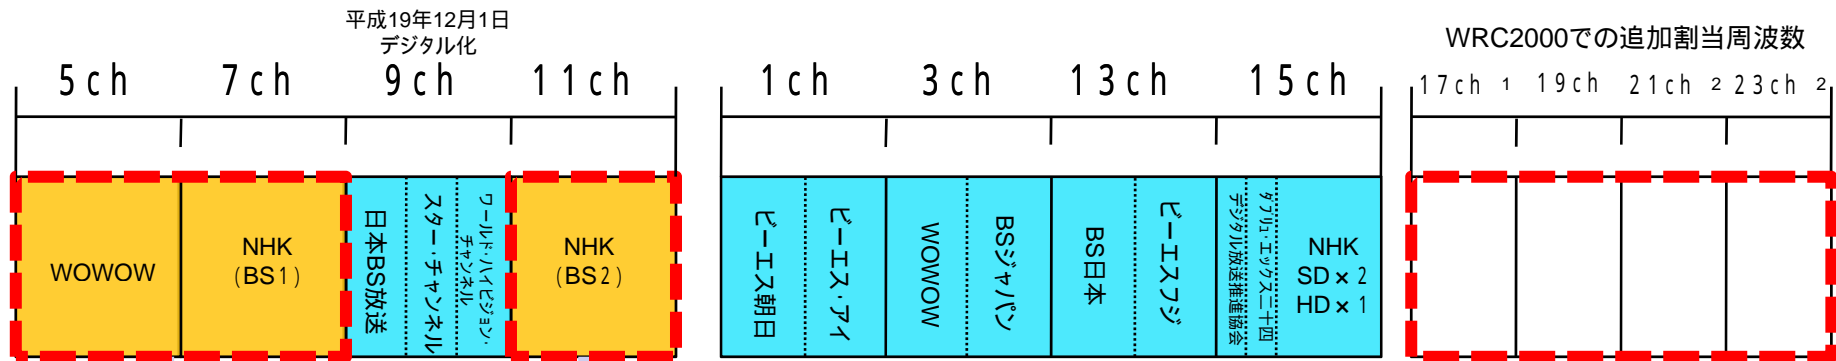 平成19年12月1日
デジタル化
WRC2000での追加割当周波数
5ch
7ch
9ch
11ch
1ch
3ch
13ch
15ch
17ch 1
19ch
21ch 2
23ch 2
WOWOW
NHK
(BS1)
日本BS放送
スター・チャンネル
ワールド・ハイビジョン・
チャンネル
NHK
(BS2)
ビーエス朝日
ビーエス・アイ
WOWOW
BSジャパン
BS日本
ビーエスフジ
デジタル放送推進協会
ダブリュ・エックス二十四
NHK
SD×2
HD×1